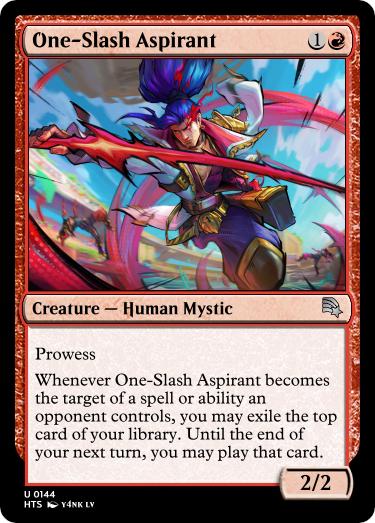 One-Slash Aspirant 1
Creature — Human Mystic
Prowess
Whenever One-Slash Aspirant becomes
the target of a spell or ability an
opponent controls, you may exile the top
card of your library. Until the end of
your next turn, you may play that card.
2/2
U 0144
HTS Y4NK LV